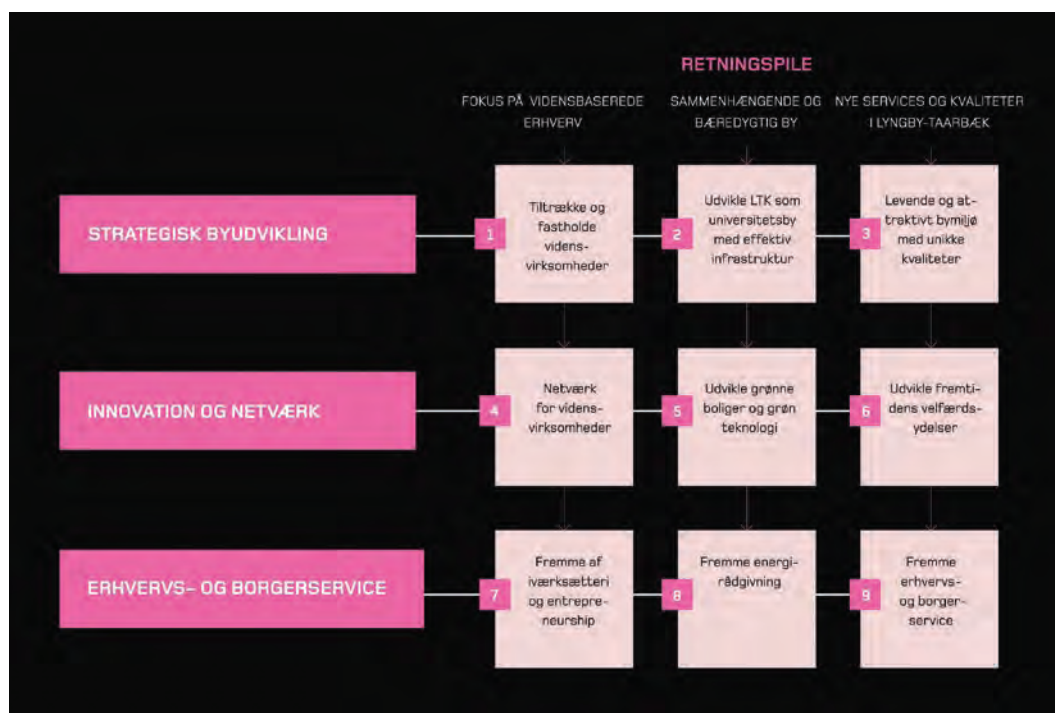 RETNINGSPILE
FOKUS PÅ VIDENSBASEREDE
ERHVERV
SAMMENHÆNGENDE OG
BÆREDYGTIG BY
NYE SERVICES OG KVALITETER
I LYNGBY-TAARBÆK
STRATEGISK BYUDVIKLING
1
Tiltrække og
fastholde
videns-
virksomheder
2
Udvikle LTK som
universitetsby
med effektiv
infrastruktur
3
Levende og at-
traktivt bymiljø
med unikke
kvaliteter
INNOVATION OG NETVÆRK
4
Netværk
for videns-
virksomheder
5
Udvikle grønne
boliger og grøn
teknologi
6
Udvikle fremti-
dens velfærds-
ydelser
ERHVERVS- OG BORGERSERVICE
7
Fremme af
iværksætteri
og entrepre-
neurship
8
Fremme energi-
rådgivning
9
Fremme
erhvervs-
og borger-
service